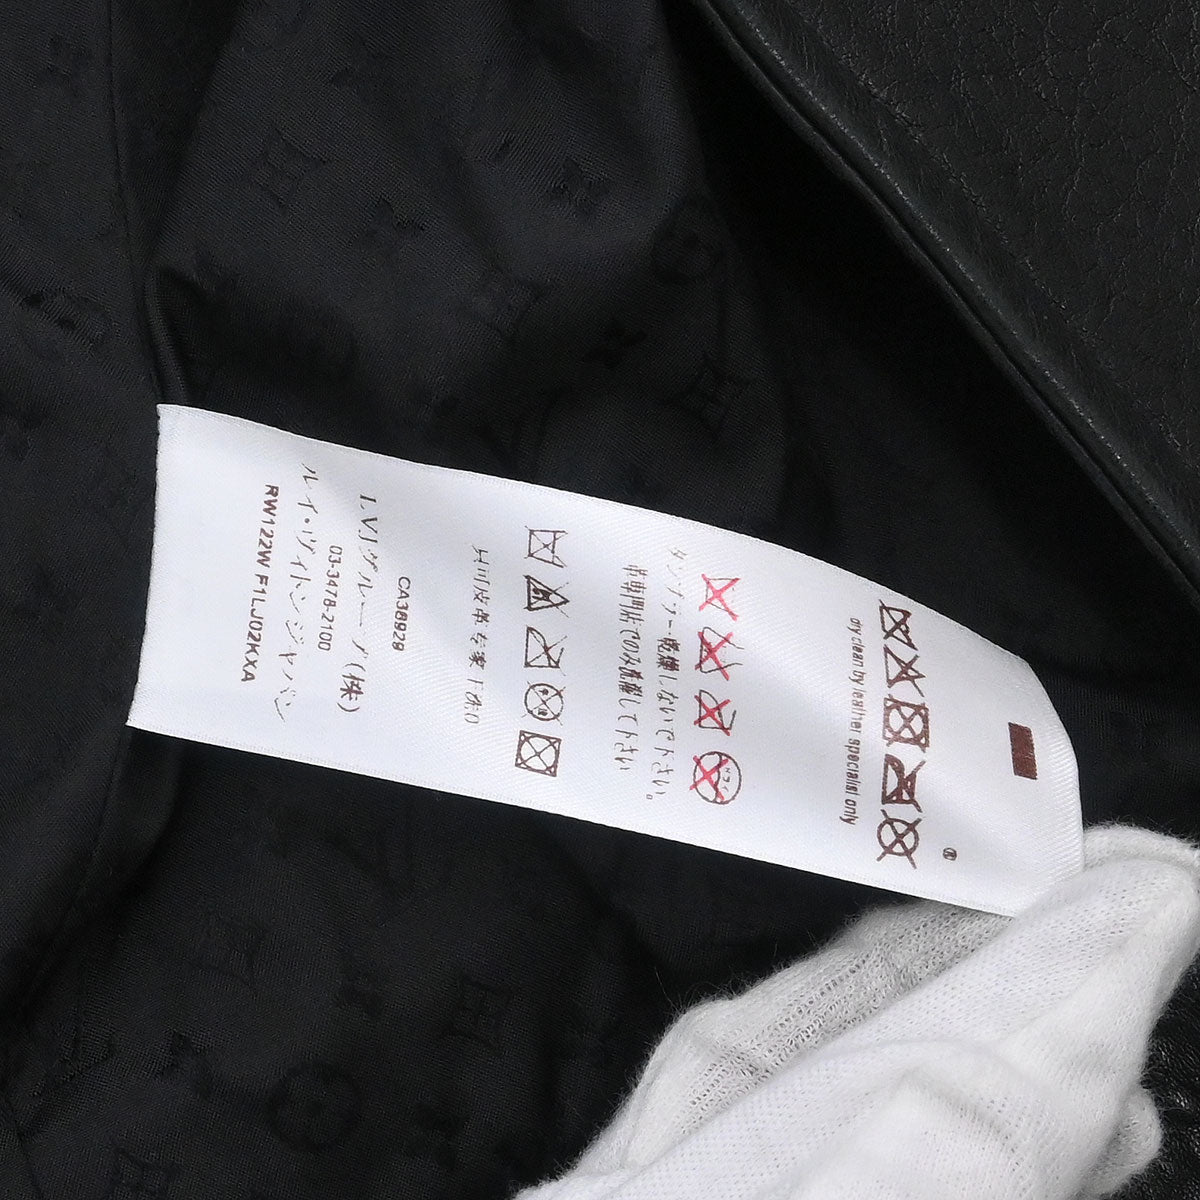 ®
dry clean by leather specialist only
タンブラー乾燥しないで下さい。
革専門店でのみ洗濯して下さい
CA38929
LVJグループ(株)
03-3478-2100
ルイ・ヴィトンジャパン
RW122W F1LJ02KXA